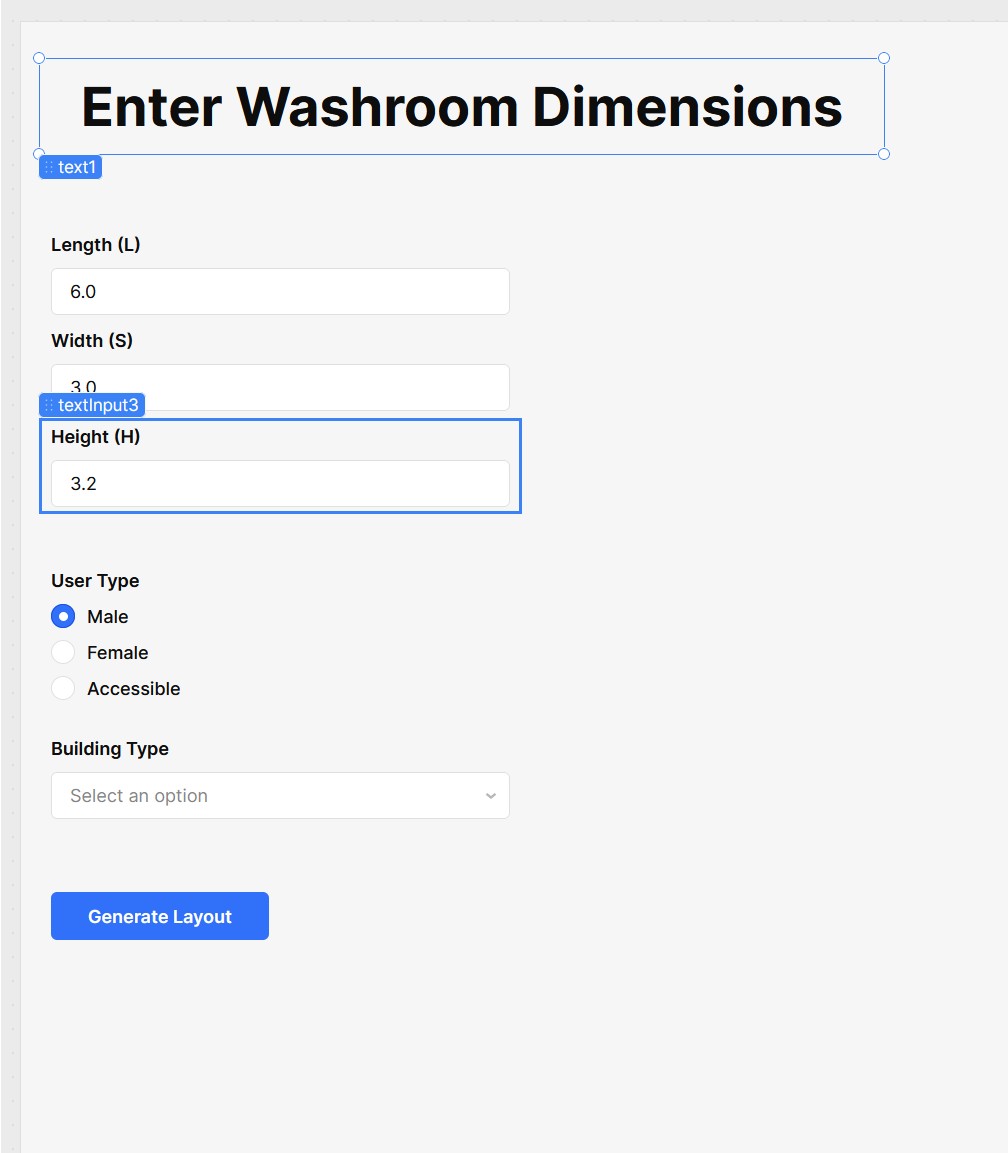 Enter Washroom Dimensions
text1
Length (L)
6.0
Width (S)
3.0
textInput3
Height (H)
3.2
User Type
Male
Female
Accessible
Building Type
Select an option
Generate Layout